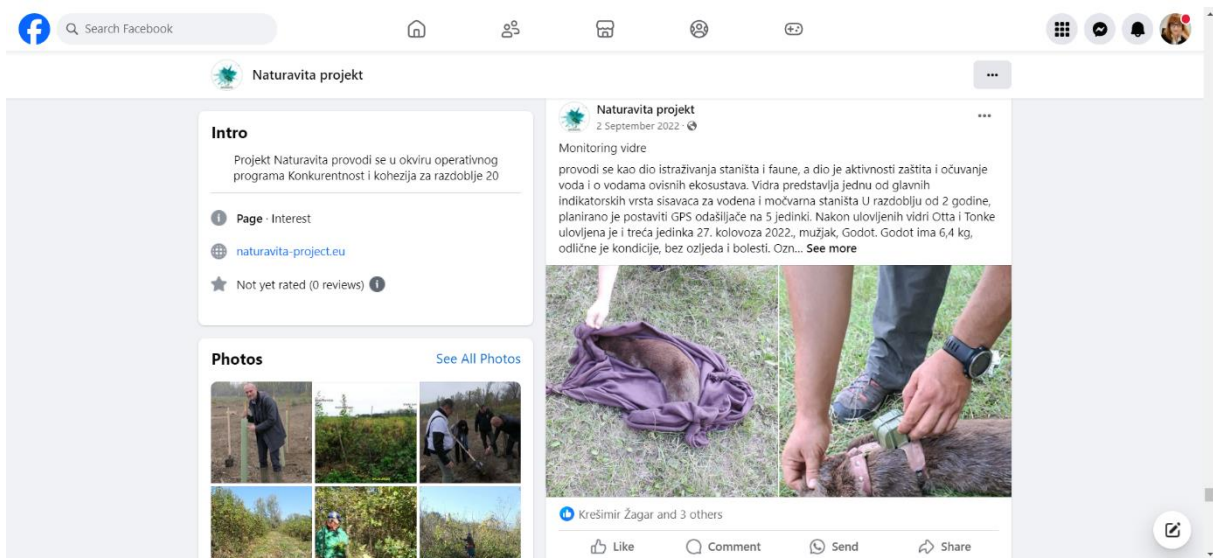 Search Facebook
Naturavita projekt
Intro
Projekt Naturavita provodi se u okviru operativnog
programa Konkurentnost i kohezija za razdoblje 20
Page · Interest
naturavita-project.eu
Not yet rated (0 reviews)
Photos
See All Photos
Naturavita projekt
2 September 2022 ·
Monitoring vidre
provodi se kao dio istraživanja staništa i faune, a dio je aktivnosti zaštita i očuvanje
voda i o vodama ovisnih ekosustava. Vidra predstavlja jednu od glavnih
indikatorskih vrsta sisavaca za vodena i močvarna staništa U razdoblju od 2 godine,
planirano je postaviti GPS odašiljače na 5 jedinki. Nakon ulovljenih vidri Otta i Tonke
ulovljena je i treća jedinka 27. kolovoza 2022., mužjak, Godot. Godot ima 6,4 kg,
odlične je kondicije, bez ozljeda i bolesti. Ozn... See more
Krešimir Žagar and 3 others
Like
Comment
Send
Share